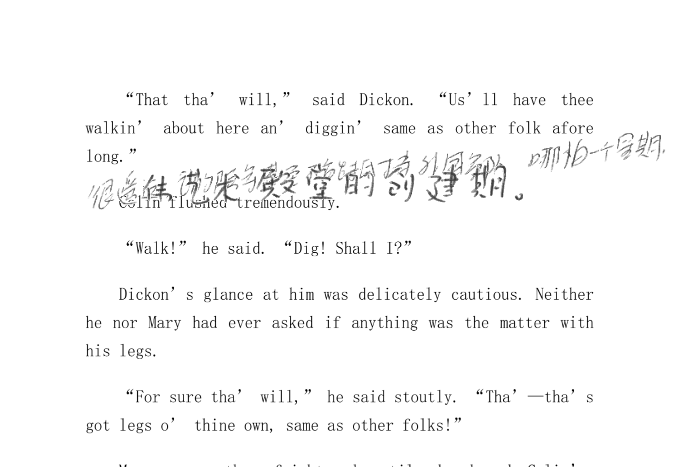 “That tha’ will,” said Dickon. “Us’ll have thee
walkin’ about here an’ diggin’ same as other folk afore
long.”
哪怕一个星期.
很遗憾
殿堂的创建期。
Colin flushed tremendously.
“Walk!” he said. “Dig! Shall I?”
Dickon’s glance at him was delicately cautious. Neither
he nor Mary had ever asked if anything was the matter with
his legs.
“For sure tha’ will,” he said stoutly. “Tha’—tha’s
got legs o’ thine own, same as other folks!”